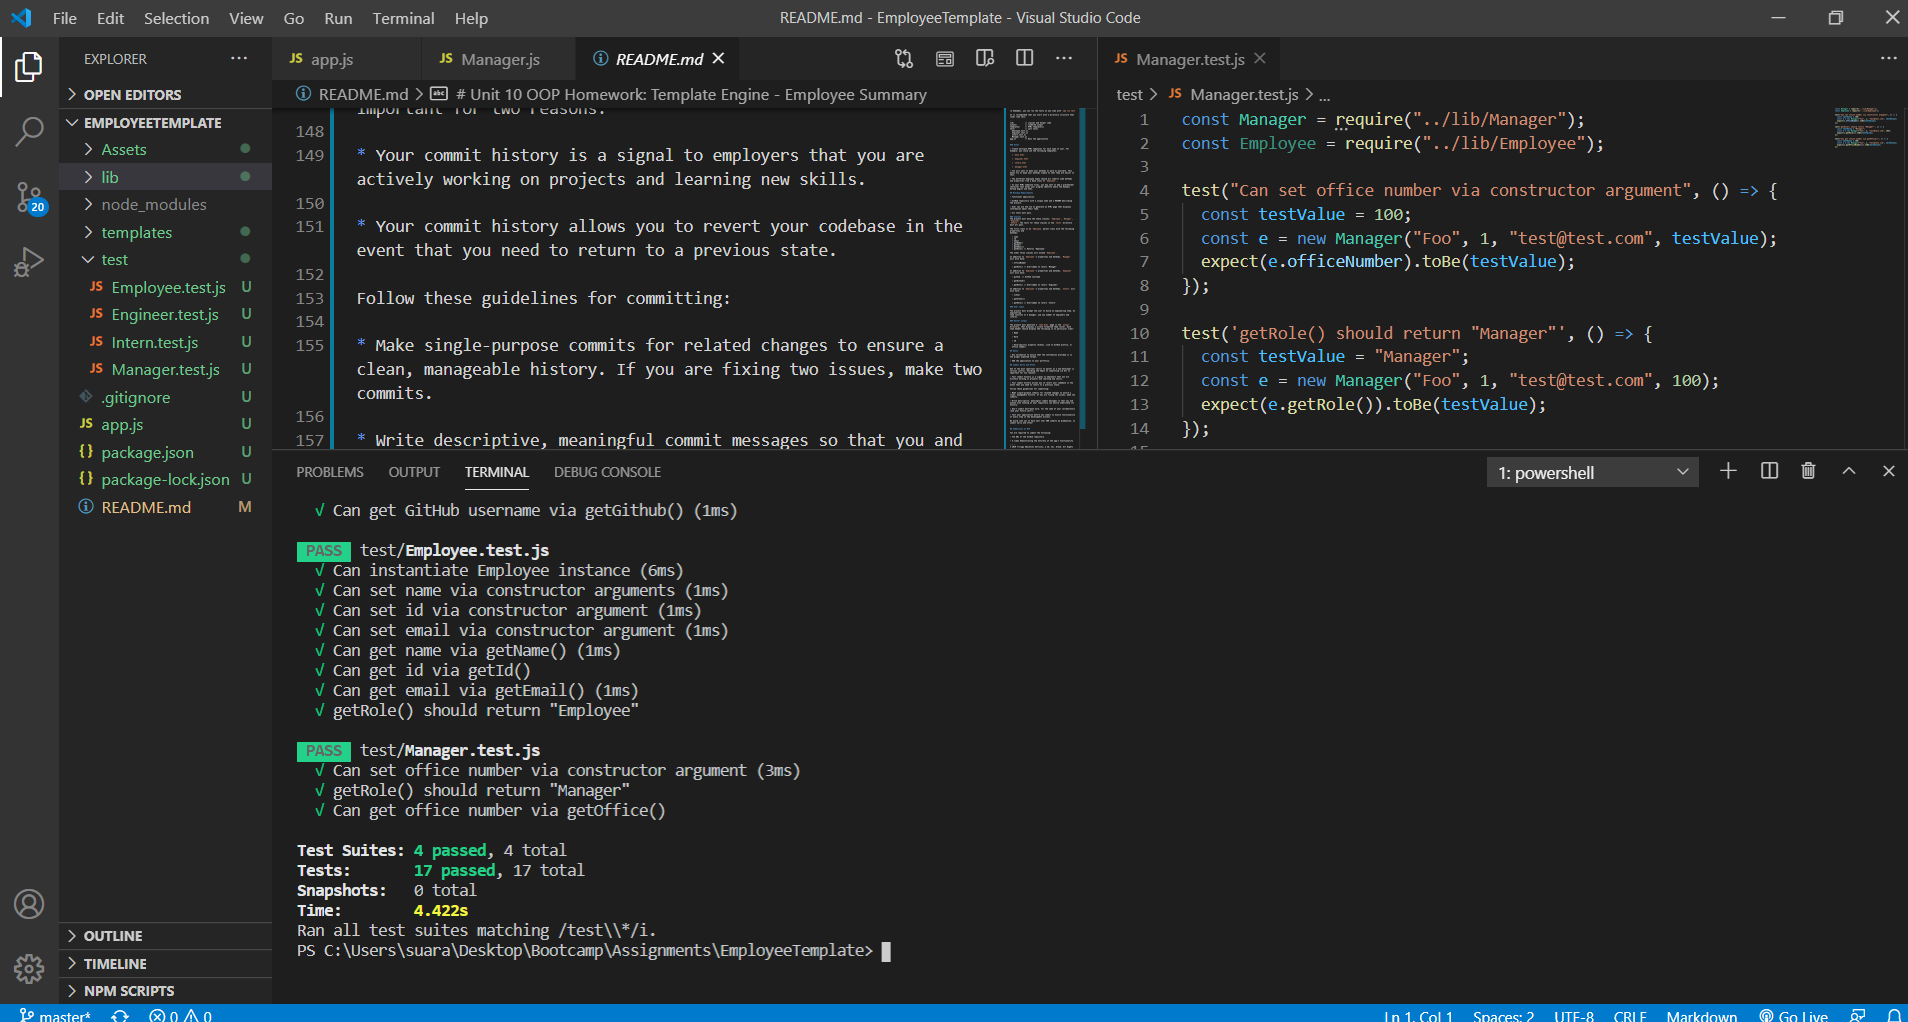 File Edit Selection View Go Run Terminal Help
README.md - EmployeeTemplate - Visual Studio Code
EXPLORER
OPEN EDITORS
EMPLOYEETEMPLATE
Assets
lib
node_modules
templates
test
JS Employee.test.js U
JS Engineer.test.js U
JS Intern.test.js U
JS Manager.test.js U
.gitignore U
JS app.js U
{} package.json U
{} package-lock.json U
README.md M
20
OUTLINE
TIMELINE
NPM SCRIPTS
JS app.js
JS Manager.js
README.md
README.md > # Unit 10 OOP Homework: Template Engine - Employee Summary
important for two reasons:
148
149 * Your commit history is a signal to employers that you are
actively working on projects and learning new skills.
150
151 * Your commit history allows you to revert your codebase in the
event that you need to return to a previous state.
152
153 Follow these guidelines for committing:
154
155 * Make single-purpose commits for related changes to ensure a
clean, manageable history. If you are fixing two issues, make two
commits.
156
157 * Write descriptive, meaningful commit messages so that you and
JS Manager.test.js
test > JS Manager.test.js > ...
1 const Manager = require("../lib/Manager");
2 const Employee = require("../lib/Employee");
3
4 test("Can set office number via constructor argument", () => {
5 const testValue = 100;
6 const e = new Manager("Foo", 1, "test@test.com", testValue);
7 expect(e.officeNumber).toBe(testValue);
8 });
9
10 test('getRole() should return "Manager"', () => {
11 const testValue = "Manager";
12 const e = new Manager("Foo", 1, "test@test.com", 100);
13 expect(e.getRole()).toBe(testValue);
14 });
PROBLEMS OUTPUT TERMINAL DEBUG CONSOLE
1: powershell
√ Can get GitHub username via getGithub() (1ms)
PASS test/Employee.test.js
√ Can instantiate Employee instance (6ms)
√ Can set name via constructor arguments (1ms)
√ Can set id via constructor argument (1ms)
√ Can set email via constructor argument (1ms)
√ Can get name via getName() (1ms)
√ Can get id via getId()
√ Can get email via getEmail() (1ms)
√ getRole() should return "Employee"
PASS test/Manager.test.js
√ Can set office number via constructor argument (3ms)
√ getRole() should return "Manager"
√ Can get office number via getOffice()
Test Suites: 4 passed, 4 total
Tests: 17 passed, 17 total
Snapshots: 0 total
Time: 4.422s
Ran all test suites matching /test\\*/i.
PS C:\Users\suara\Desktop\Bootcamp\Assignments\EmployeeTemplate>
master* 0 0
Ln 1, Col 1 Spaces: 2 UTF-8 CRLF Markdown Go Live